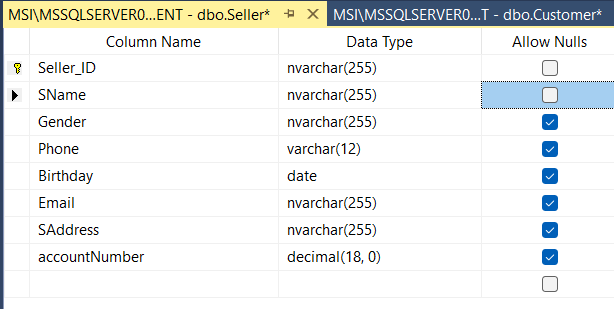 MSI\MSSQLSERVER0...ENT - dbo.Seller* MSI\MSSQLSERVER0...T - dbo.Customer*
Column Name Data Type Allow Nulls
Seller_ID nvarchar(255)
SName nvarchar(255)
Gender nvarchar(255)
Phone varchar(12)
Birthday date
Email nvarchar(255)
SAddress nvarchar(255)
accountNumber decimal(18, 0)